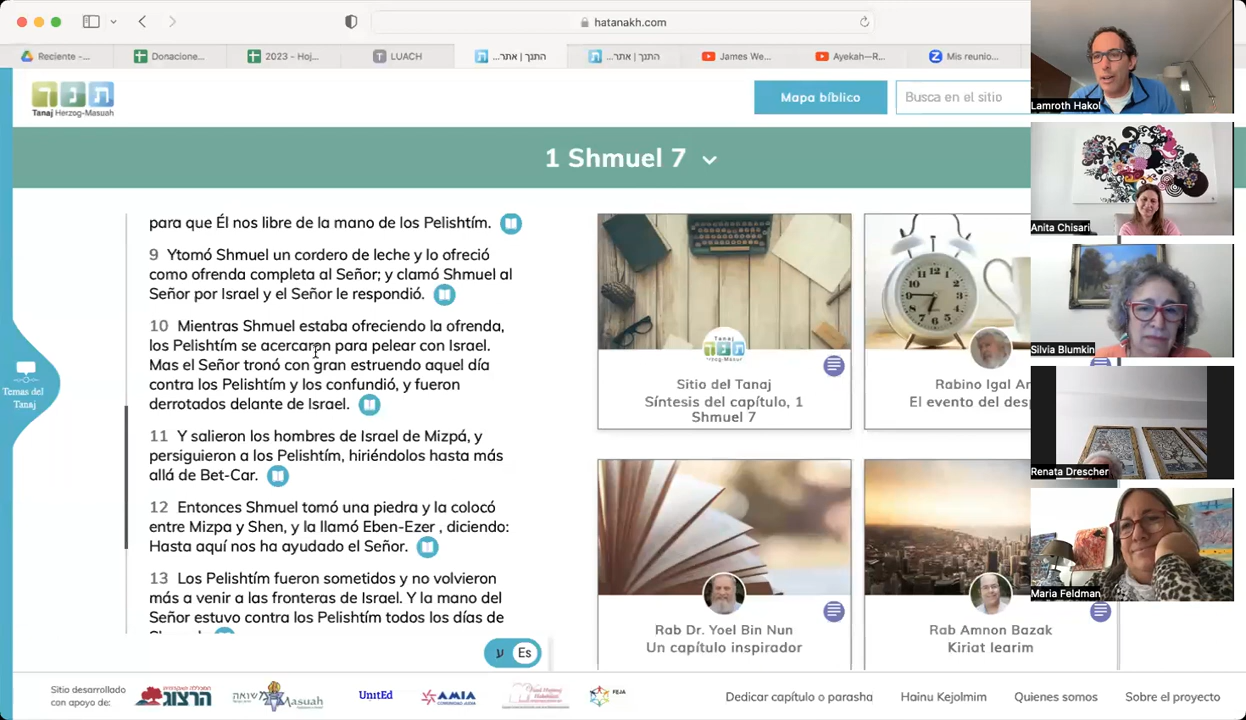 hatanakh.com
Reciente -...
Donacione...
2023 - Hoj...
LUACH
התנך | אתר...
התנך | אתר...
James We...
Ayekah—R...
Mis reunio...
תנך
Tanaj Herzog-Masuah
Mapa bíblico
Busca en el sitio
1 Shmuel 7
Temas del
Tanaj
para que Él nos libre de la mano de los Pelishtím.
9 Ytomó Shmuel un cordero de leche y lo ofreció
como ofrenda completa al Señor; y clamó Shmuel al
Señor por Israel y el Señor le respondió.
10 Mientras Shmuel estaba ofreciendo la ofrenda,
los Pelishtím se acercaron para pelear con Israel.
Mas el Señor tronó con gran estruendo aquel día
contra los Pelishtím y los confundió, y fueron
derrotados delante de Israel.
11 Y salieron los hombres de Israel de Mizpá, y
persiguieron a los Pelishtím, hiriéndolos hasta más
allá de Bet-Car.
12 Entonces Shmuel tomó una piedra y la colocó
entre Mizpa y Shen, y la llamó Eben-Ezer , diciendo:
Hasta aquí nos ha ayudado el Señor.
13 Los Pelishtím fueron sometidos y no volvieron
más a venir a las fronteras de Israel. Y la mano del
Señor estuvo contra los Pelishtím todos los días de
ע Es
Sitio del Tanaj
Síntesis del capítulo, 1
Shmuel 7
Rabino Igal Ar
El evento del des
Rab Dr. Yoel Bin Nun
Un capítulo inspirador
Rab Amnon Bazak
Kiriat Iearim
Lamroth Hakol
Anita Chisari
Silvia Blumkin
Renata Drescher
Maria Feldman
Sitio desarrollado
con apoyo de:
הרצוג
Masuah
UnitEd
AMIA
Dedicar capítulo o parasha
Hainu Kejolmim
Quienes somos
Sobre el proyecto